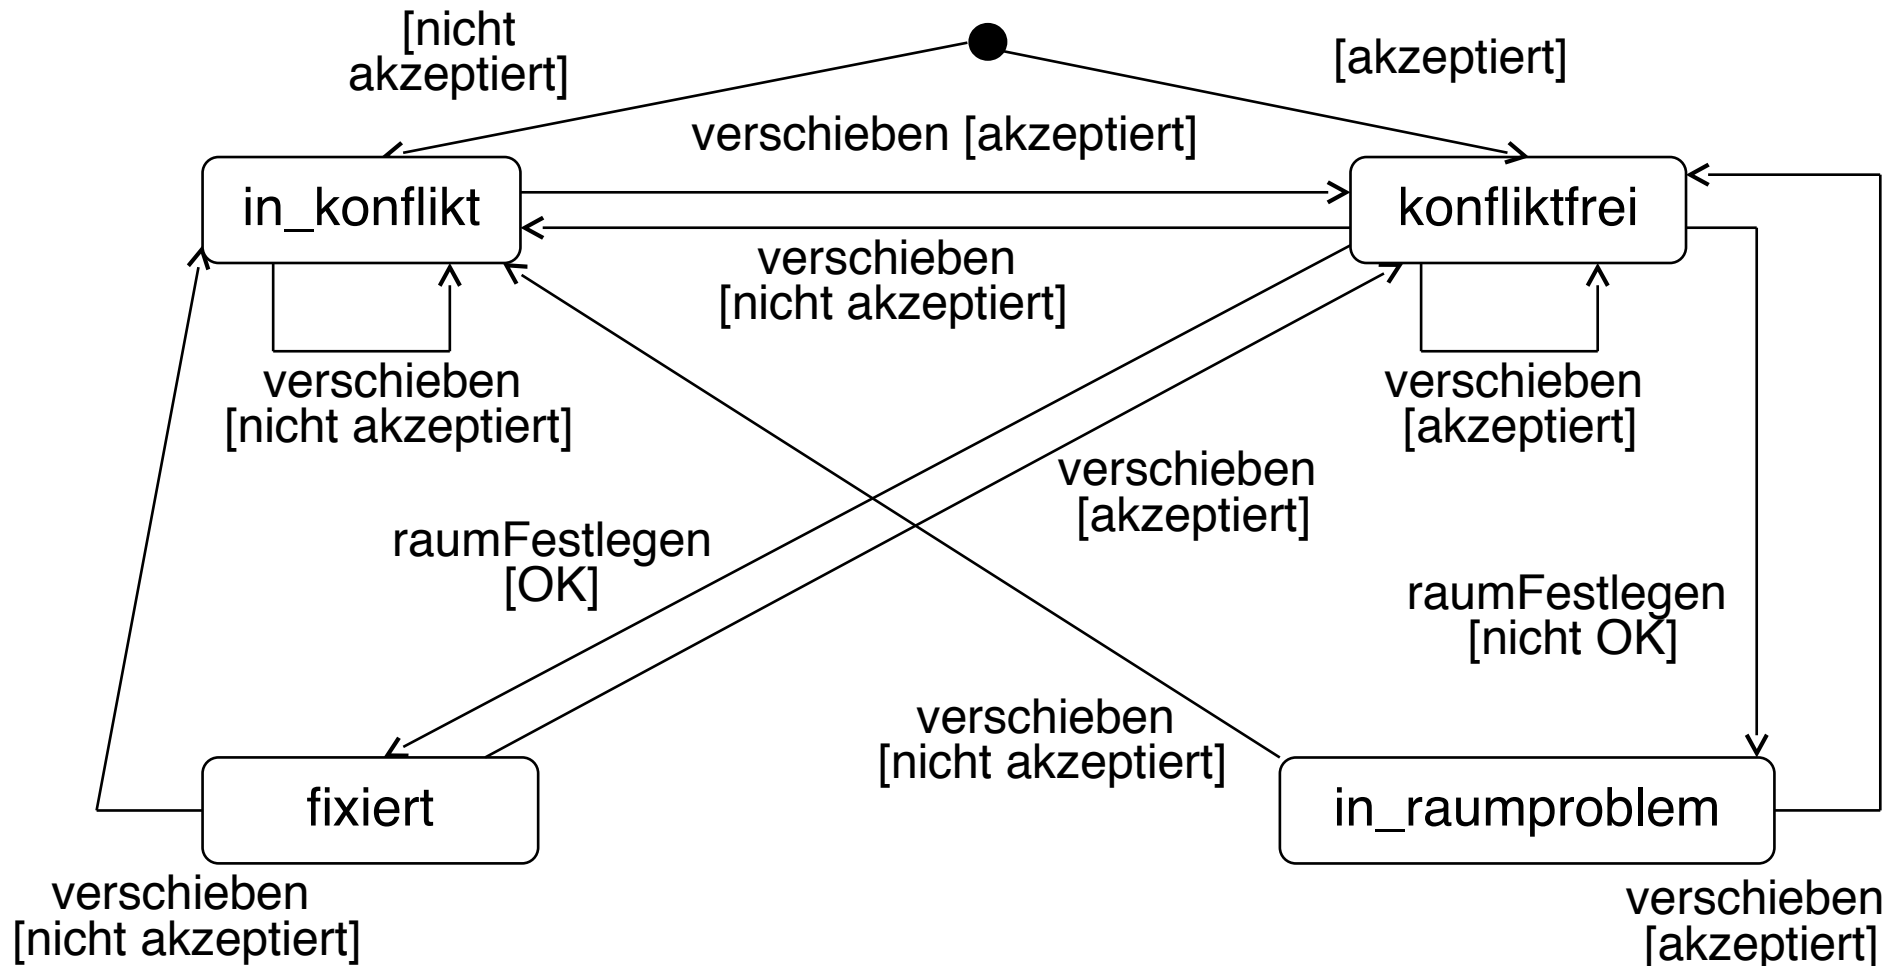 [nicht
akzeptiert]
[akzeptiert]
verschieben [akzeptiert]
in_konflikt
konfliktfrei
verschieben
[nicht akzeptiert]
verschieben
[nicht akzeptiert]
verschieben
[akzeptiert]
verschieben
[akzeptiert]
raumFestlegen
[OK]
raumFestlegen
[nicht OK]
verschieben
[nicht akzeptiert]
fixiert
in_raumproblem
verschieben
[nicht akzeptiert]
verschieben
[akzeptiert]